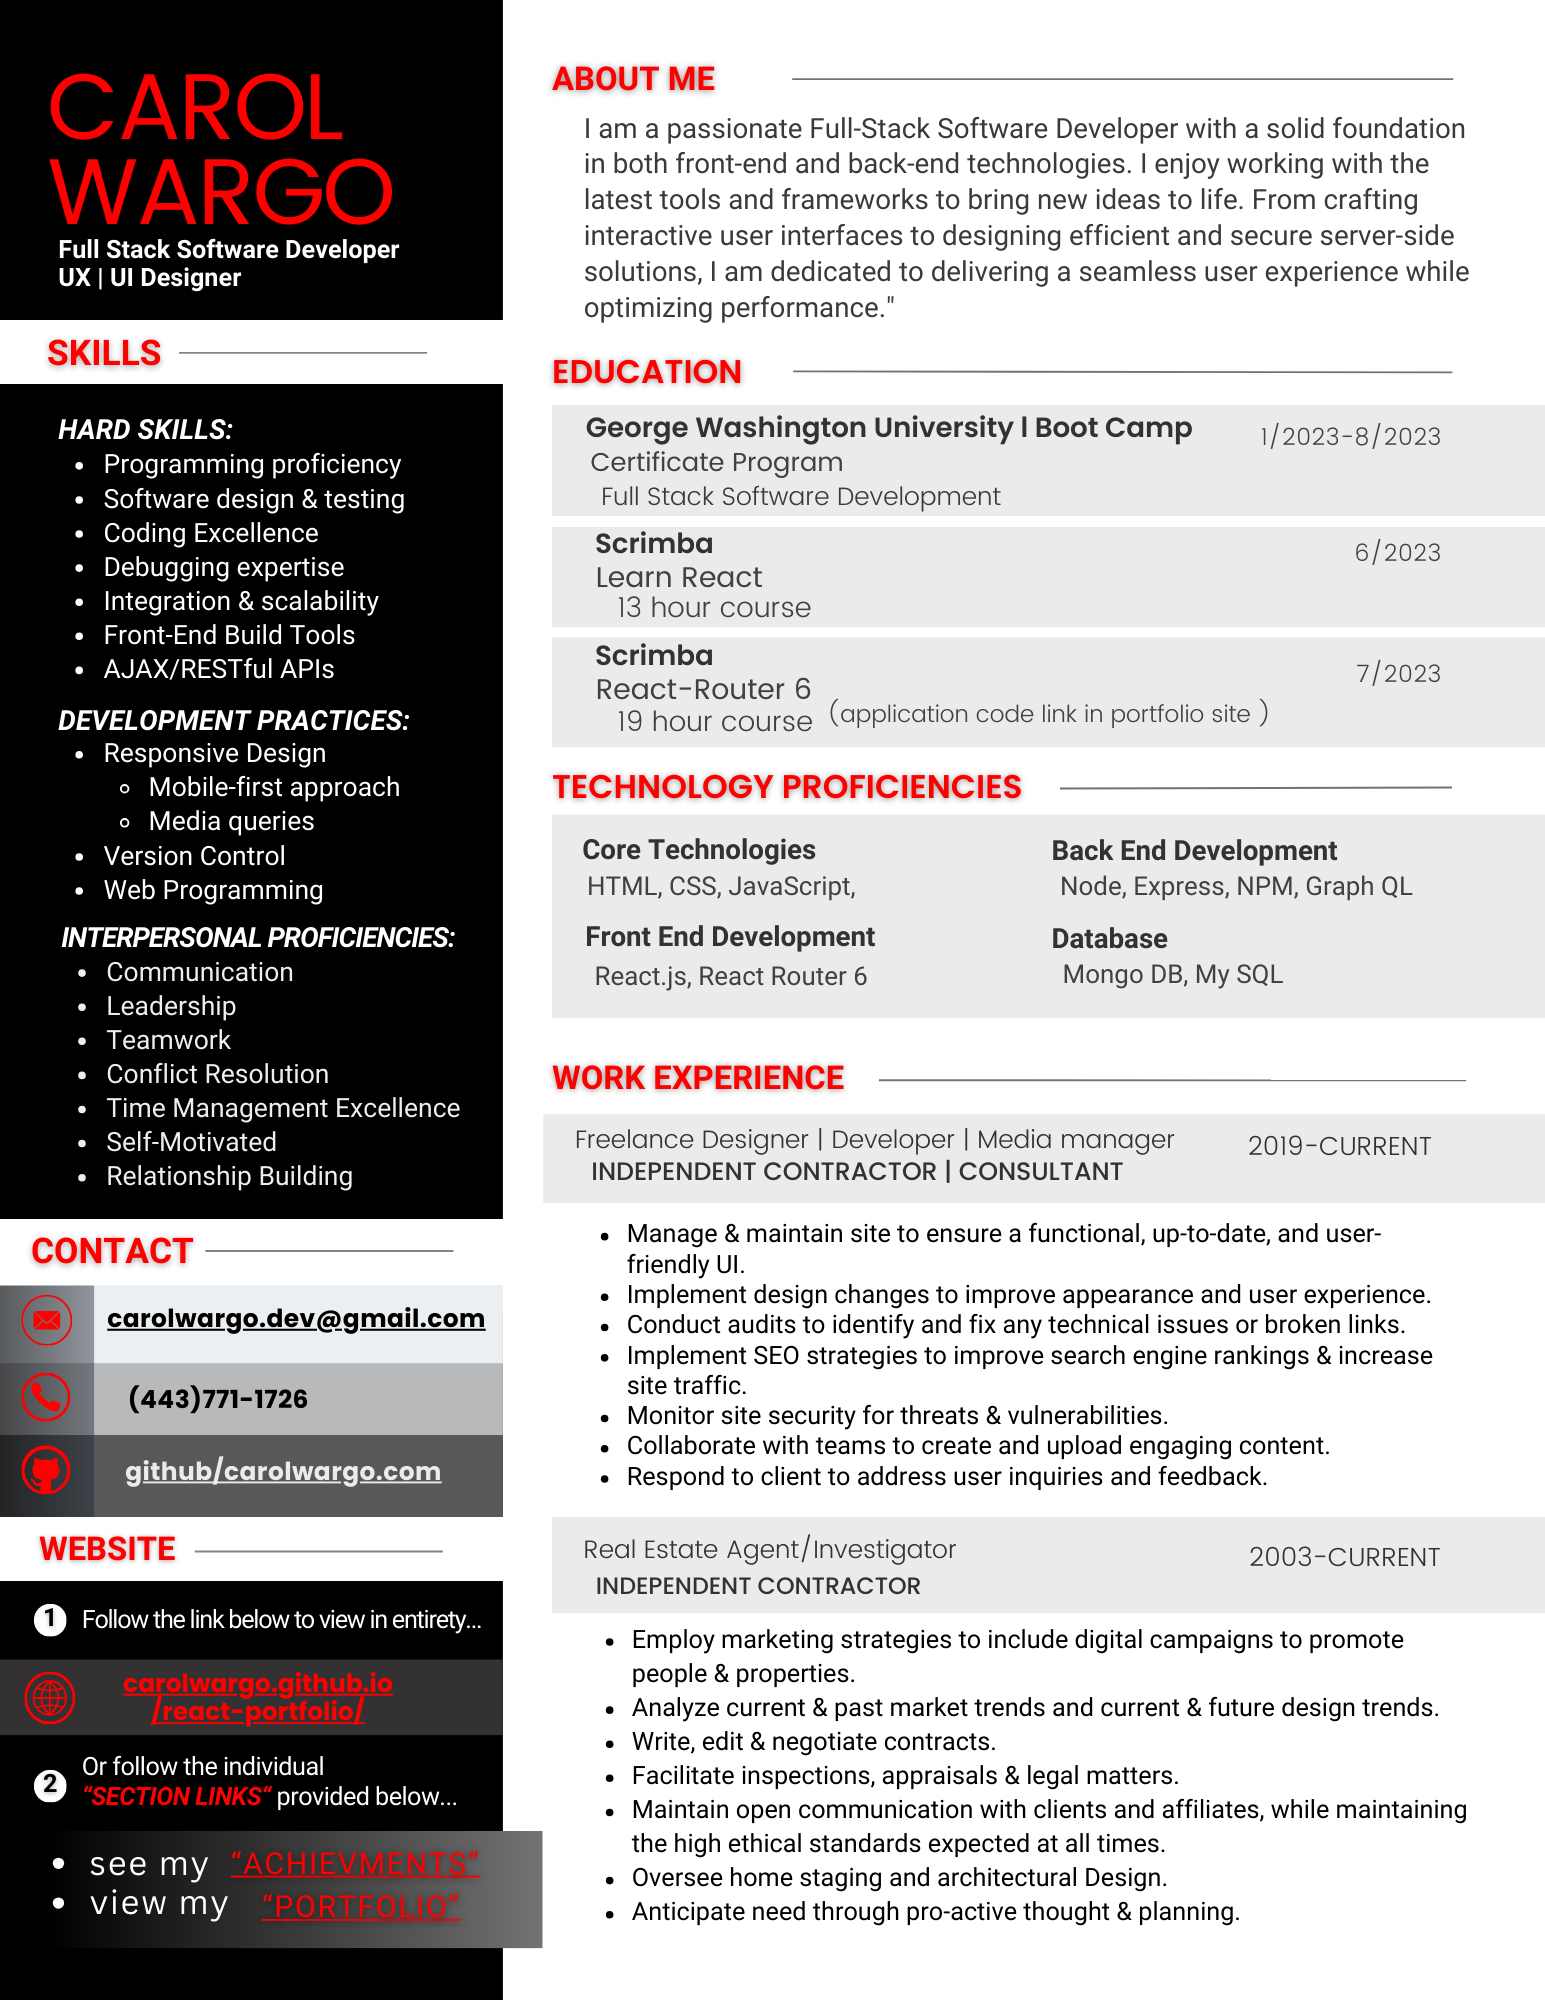 CAROL
WARGO
Full Stack Software Developer
UX | UI Designer
SKILLS
HARD SKILLS:
• Programming proficiency
• Software design & testing
• Coding Excellence
• Debugging expertise
• Integration & scalability
• Front-End Build Tools
• AJAX/RESTful APIs
DEVELOPMENT PRACTICES:
• Responsive Design
◦ Mobile-first approach
◦ Media queries
• Version Control
• Web Programming
INTERPERSONAL PROFICIENCIES:
• Communication
• Leadership
• Teamwork
• Conflict Resolution
• Time Management Excellence
• Self-Motivated
• Relationship Building
CONTACT
carolwargo.dev@gmail.com
(443)771-1726
github/carolwargo.com
WEBSITE
1 Follow the link below to view in entirety...
carolwargo.github.io
/react-portfolio/
2 Or follow the individual
“SECTION LINKS“ provided below...
• see my “ACHIEVMENTS”
• view my “PORTFOLIO”
ABOUT ME
I am a passionate Full-Stack Software Developer with a solid foundation
in both front-end and back-end technologies. I enjoy working with the
latest tools and frameworks to bring new ideas to life. From crafting
interactive user interfaces to designing efficient and secure server-side
solutions, I am dedicated to delivering a seamless user experience while
optimizing performance."
EDUCATION
George Washington University l Boot Camp 1/2023-8/2023
Certificate Program
Full Stack Software Development
Scrimba 6/2023
Learn React
13 hour course
Scrimba 7/2023
React-Router 6
19 hour course (application code link in portfolio site )
TECHNOLOGY PROFICIENCIES
Core Technologies
HTML, CSS, JavaScript,
Front End Development
React.js, React Router 6
Back End Development
Node, Express, NPM, Graph QL
Database
Mongo DB, My SQL
WORK EXPERIENCE
Freelance Designer | Developer | Media manager 2019-CURRENT
INDEPENDENT CONTRACTOR | CONSULTANT
• Manage & maintain site to ensure a functional, up-to-date, and user-
friendly UI.
• Implement design changes to improve appearance and user experience.
• Conduct audits to identify and fix any technical issues or broken links.
• Implement SEO strategies to improve search engine rankings & increase
site traffic.
• Monitor site security for threats & vulnerabilities.
• Collaborate with teams to create and upload engaging content.
• Respond to client to address user inquiries and feedback.
Real Estate Agent/Investigator 2003-CURRENT
INDEPENDENT CONTRACTOR
• Employ marketing strategies to include digital campaigns to promote
people & properties.
• Analyze current & past market trends and current & future design trends.
• Write, edit & negotiate contracts.
• Facilitate inspections, appraisals & legal matters.
• Maintain open communication with clients and affiliates, while maintaining
the high ethical standards expected at all times.
• Oversee home staging and architectural Design.
• Anticipate need through pro-active thought & planning.